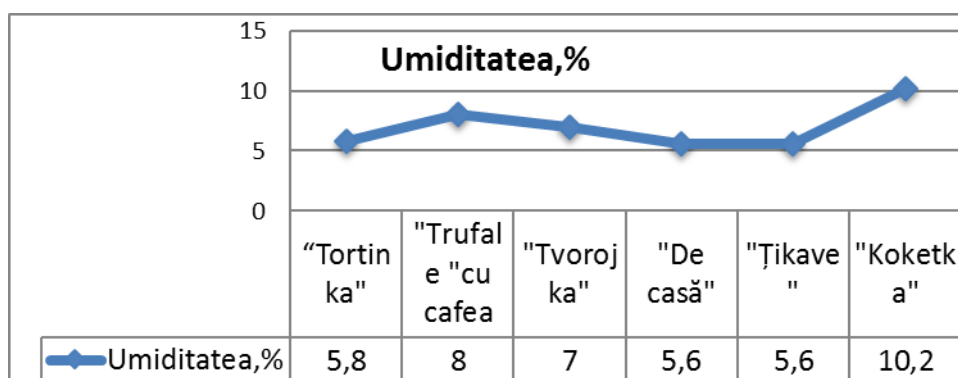 15
Umiditatea,%
10
5
0
“Tortin
ka"
"Trufal
e "cu
cafea
"Tvoroj
ka"
"De
casă"
"Țikave
"
"Koketk
a"
Umiditatea,% 5,8 8 7 5,6 5,6 10,2